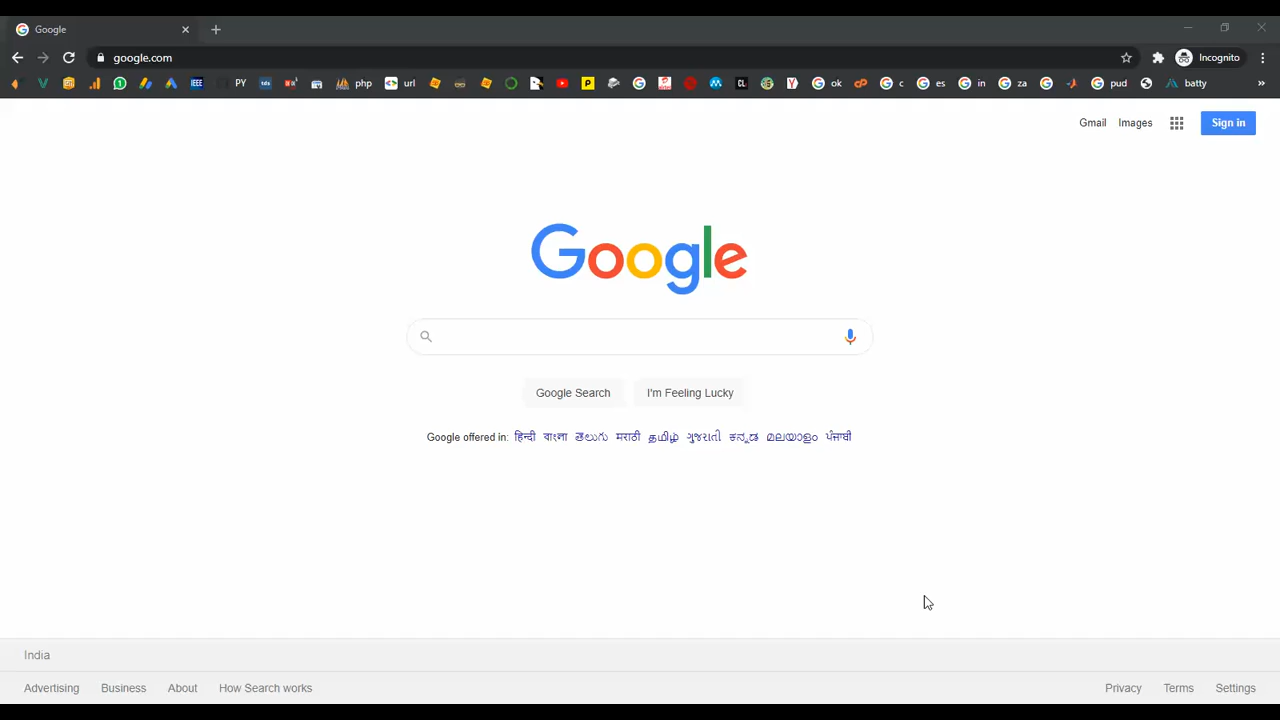 Google
google.com
Incognito
PY php url ok c es in za pud batty
Gmail Images Sign in
Google
Google Search I'm Feeling Lucky
Google offered in: हिन्दी বাংলা తెలుగు मराठी தமிழ் ગુજરાતી ಕನ್ನಡ മലയാളം ਪੰਜਾਬੀ
India
Advertising Business About How Search works Privacy Terms Settings